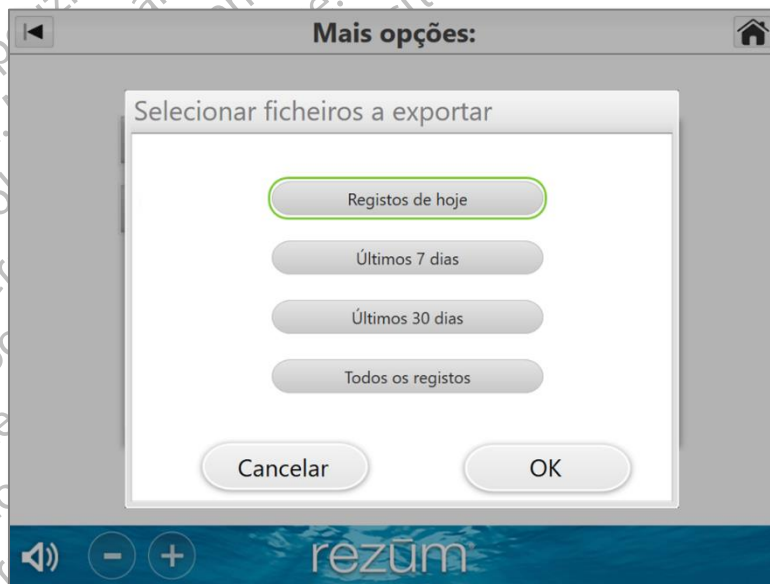 Mais opções:
Selecionar ficheiros a exportar
Registos de hoje
Últimos 7 dias
Últimos 30 dias
Todos os registos
Cancelar
OK
rezūm